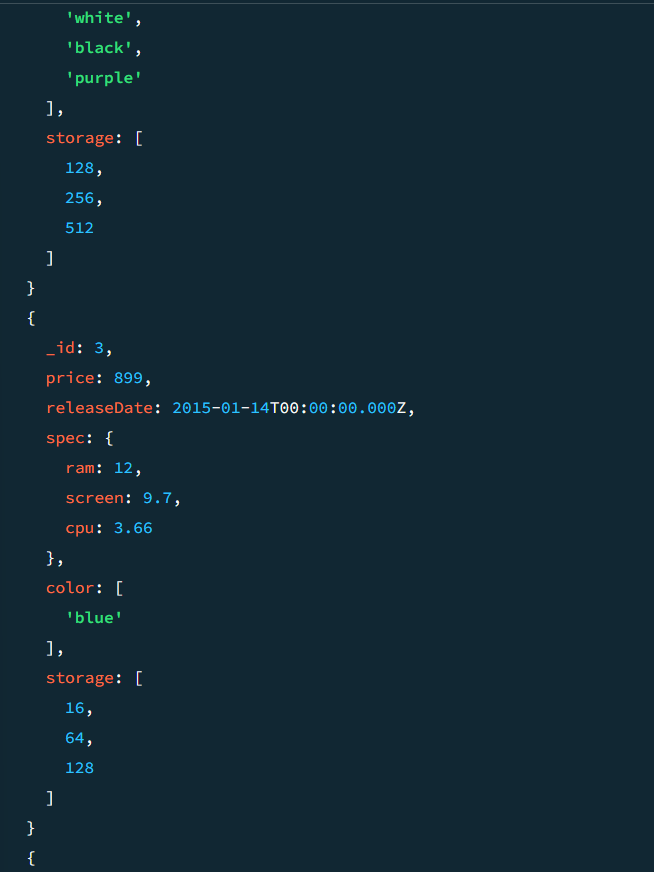 'white',
'black',
'purple'
],
storage: [
128,
256,
512
]
}
{
_id: 3,
price: 899,
releaseDate: 2015-01-14T00:00:00.000Z,
spec: {
ram: 12,
screen: 9.7,
cpu: 3.66
},
color: [
'blue'
],
storage: [
16,
64,
128
]
}
{